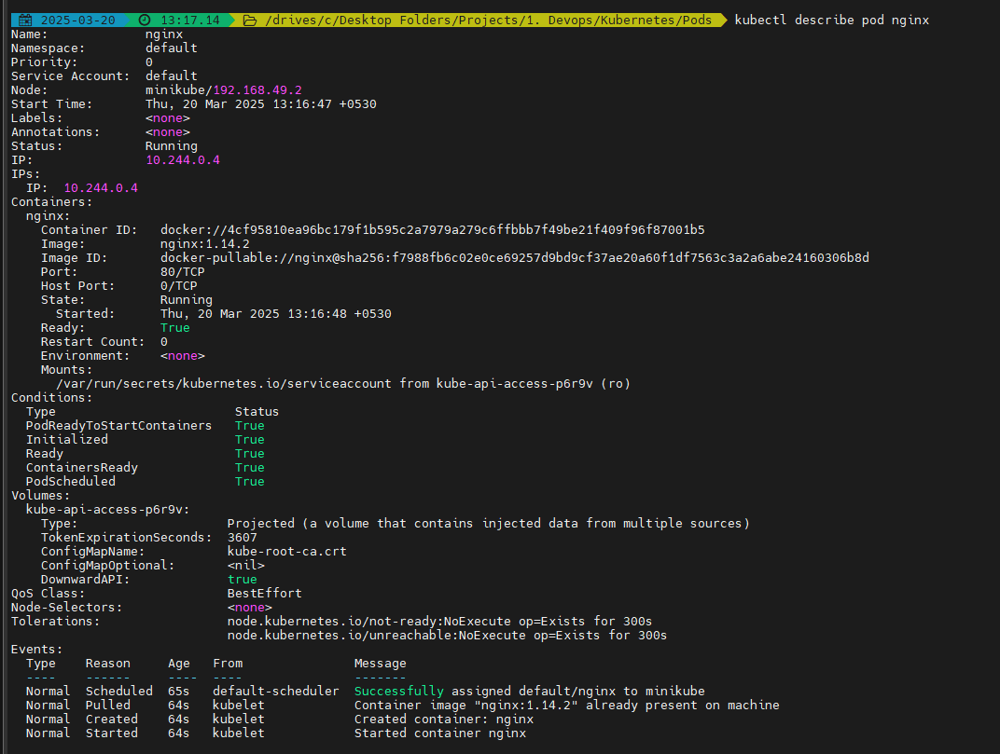 2025-03-20 13:17.14 /drives/c/Desktop Folders/Projects/1. Devops/Kubernetes/Pods kubectl describe pod nginx
Name: nginx
Namespace: default
Priority: 0
Service Account: default
Node: minikube/192.168.49.2
Start Time: Thu, 20 Mar 2025 13:16:47 +0530
Labels: <none>
Annotations: <none>
Status: Running
IP: 10.244.0.4
IPs:
IP: 10.244.0.4
Containers:
nginx:
Container ID: docker://4cf95810ea96bc179f1b595c2a7979a279c6ffbbb7f49be21f409f96f87001b5
Image: nginx:1.14.2
Image ID: docker-pullable://nginx@sha256:f7988fb6c02e0ce69257d9bd9cf37ae20a60f1df7563c3a2a6abe24160306b8d
Port: 80/TCP
Host Port: 0/TCP
State: Running
Started: Thu, 20 Mar 2025 13:16:48 +0530
Ready: True
Restart Count: 0
Environment: <none>
Mounts:
/var/run/secrets/kubernetes.io/serviceaccount from kube-api-access-p6r9v (ro)
Conditions:
Type Status
PodReadyToStartContainers True
Initialized True
Ready True
ContainersReady True
PodScheduled True
Volumes:
kube-api-access-p6r9v:
Type: Projected (a volume that contains injected data from multiple sources)
TokenExpirationSeconds: 3607
ConfigMapName: kube-root-ca.crt
ConfigMapOptional: <nil>
DownwardAPI: true
QoS Class: BestEffort
Node-Selectors: <none>
Tolerations: node.kubernetes.io/not-ready:NoExecute op=Exists for 300s
node.kubernetes.io/unreachable:NoExecute op=Exists for 300s
Events:
Type Reason Age From Message
---- ------ ---- ---- -------
Normal Scheduled 65s default-scheduler Successfully assigned default/nginx to minikube
Normal Pulled 64s kubelet Container image "nginx:1.14.2" already present on machine
Normal Created 64s kubelet Created container: nginx
Normal Started 64s kubelet Started container nginx